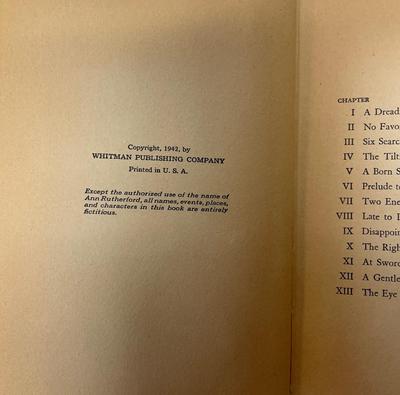 Copyright, 1942, by
WHITMAN PUBLISHING COMPANY
Printed in U. S. A.
Except the authorized use of the name of
Ann Rutherford, all names, events, places,
and characters in this book are entirely
fictitious.
CHAPTER
I A Dread
II No Favo
III Six Searc
IV The Tilt
V A Born S
VI Prelude to
VII Two Ene
VIII Late to
IX Disappoin
X The Righ
XI At Sword
XII A Gentle
XIII The Eye